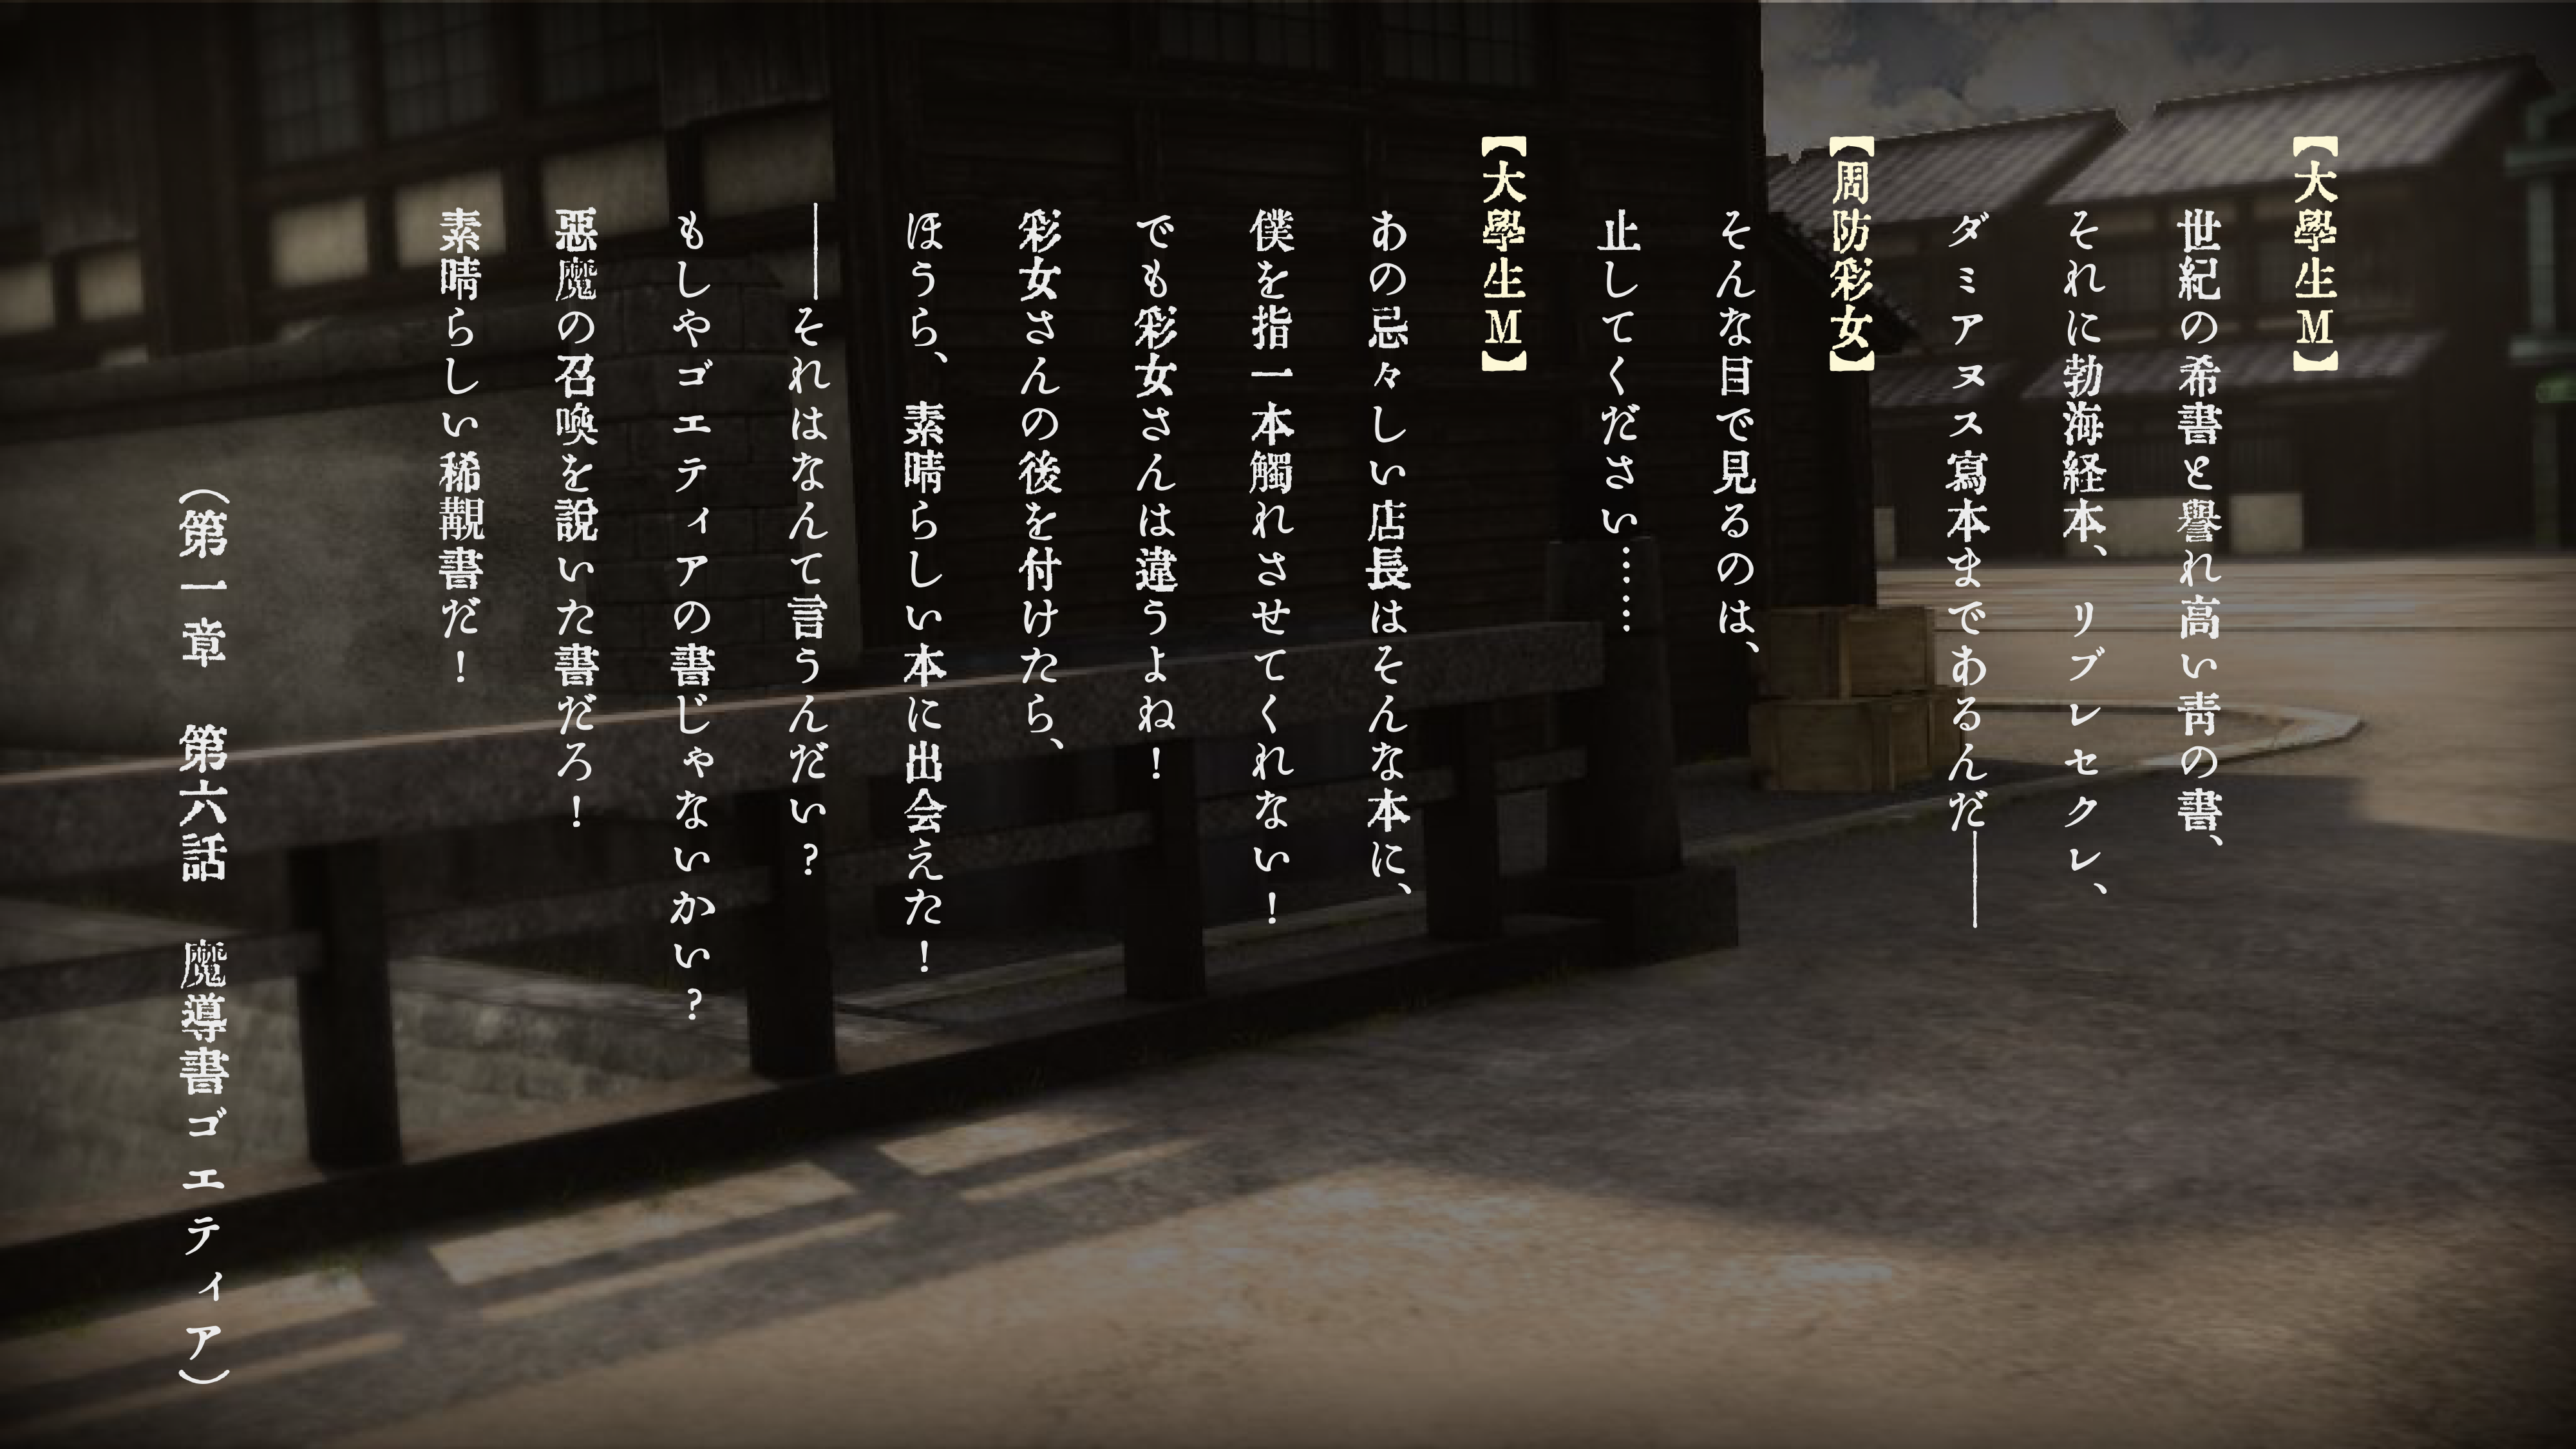 【大學生M】
世紀の希書と譽れ高い靑の書、
それに勃海経本、リブレセクレ、
ダミアヌス寫本まであるんだ――
【周防彩女】
そんな目で見るのは、
止してください……
【大學生M】
あの忌々しい店長はそんな本に、
僕を指一本觸れさせてくれない！
でも彩女さんは違うよね！
彩女さんの後を付けたら、
ほうら、素晴らしい本に出会えた！
――それはなんて言うんだい？
もしやゴエティアの書じゃないかい？
惡魔の召喚を説いた書だろ！
素晴らしい稀覯書だ！
（第一章　第六話　魔導書ゴエティア）